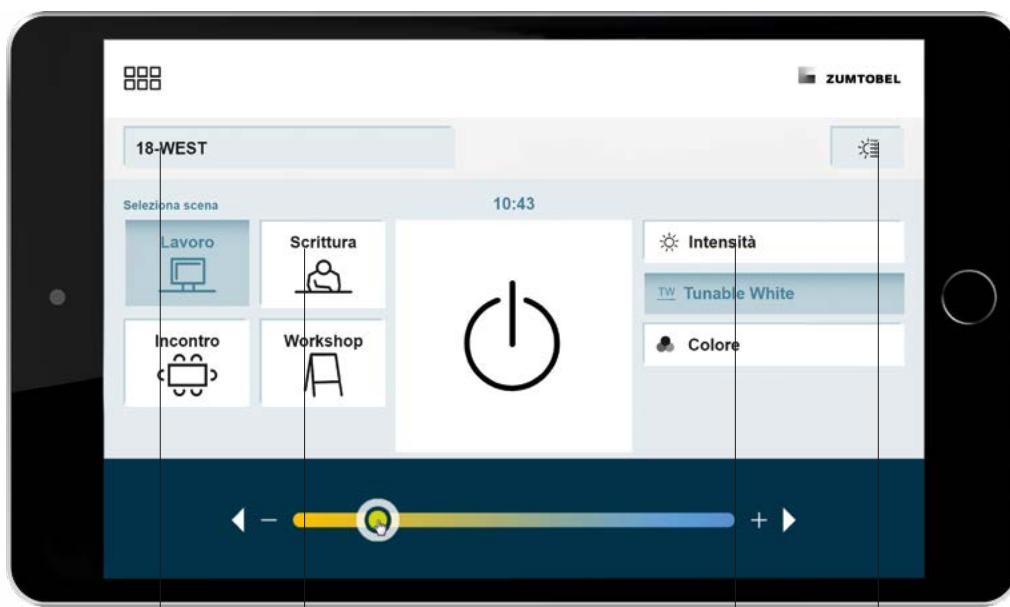 ZUMTOBEL
18-WEST
Seleziona scena
10:43
Lavoro
Scrittura
Incontro
Workshop
Intensità
TW Tunable White
Colore
− +